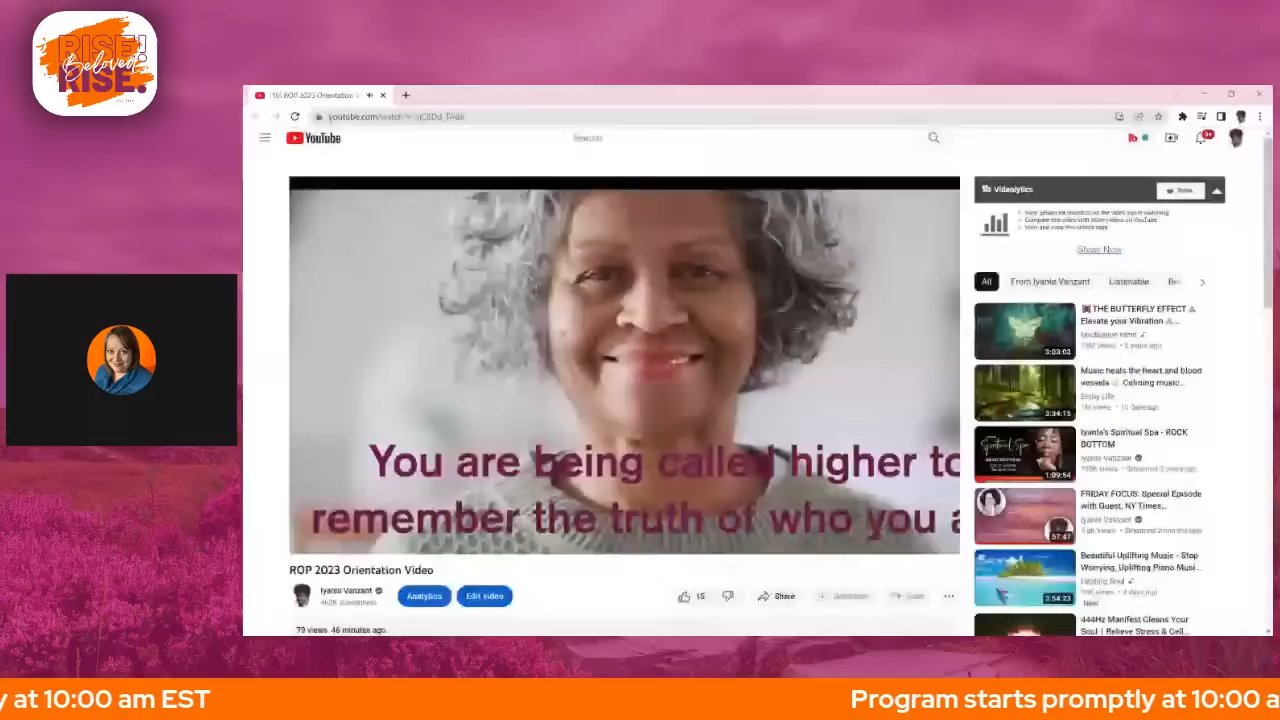 RISE!
Beloved
RISE.
ROP 2023 Orientation
YouTube
9+
You are being called higher to
remember the truth of who you a
ROP 2023 Orientation Video
Iyanla Vanzant
Analytics
Edit video
15
Share
79 views 46 minutes ago
Videolytics
Tools
Show Now
All
From Iyanla Vanzant
Listenable
THE BUTTERFLY EFFECT
Elevate your Vibration
3:03:03
Music heals the heart and blood
vessels Calming music...
Enjoy Life
3:34:15
Iyanla's Spiritual Spa - ROCK
BOTTOM
Iyanla Vanzant
1:09:54
FRIDAY FOCUS: Special Episode
with Guest, NY Times...
Iyanla Vanzant
57:47
Beautiful Uplifting Music - Stop
Worrying, Uplifting Piano Musi...
3:54:23
New
444Hz Manifest Cleans Your
Soul | Relieve Stress & Cell...
y at 10:00 am EST
Program starts promptly at 10:00 a